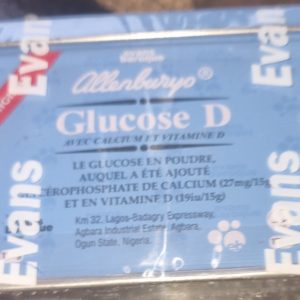 Allenburys®
Glucose D
AVEC CALCIUM ET VITAMINE D
LE GLUCOSE EN POUDRE,
AUQUEL A ÉTÉ AJOUTÉ
CÉROPHOSPHATE DE CALCIUM (27mg/15g
ET EN VITAMINE D (19iu/15g)
Km 32, Lagos-Badagry Expressway,
Agbara Industrial Estate, Agbara,
Ogun State, Nigeria.
Evans
Evans
Evans
Evans